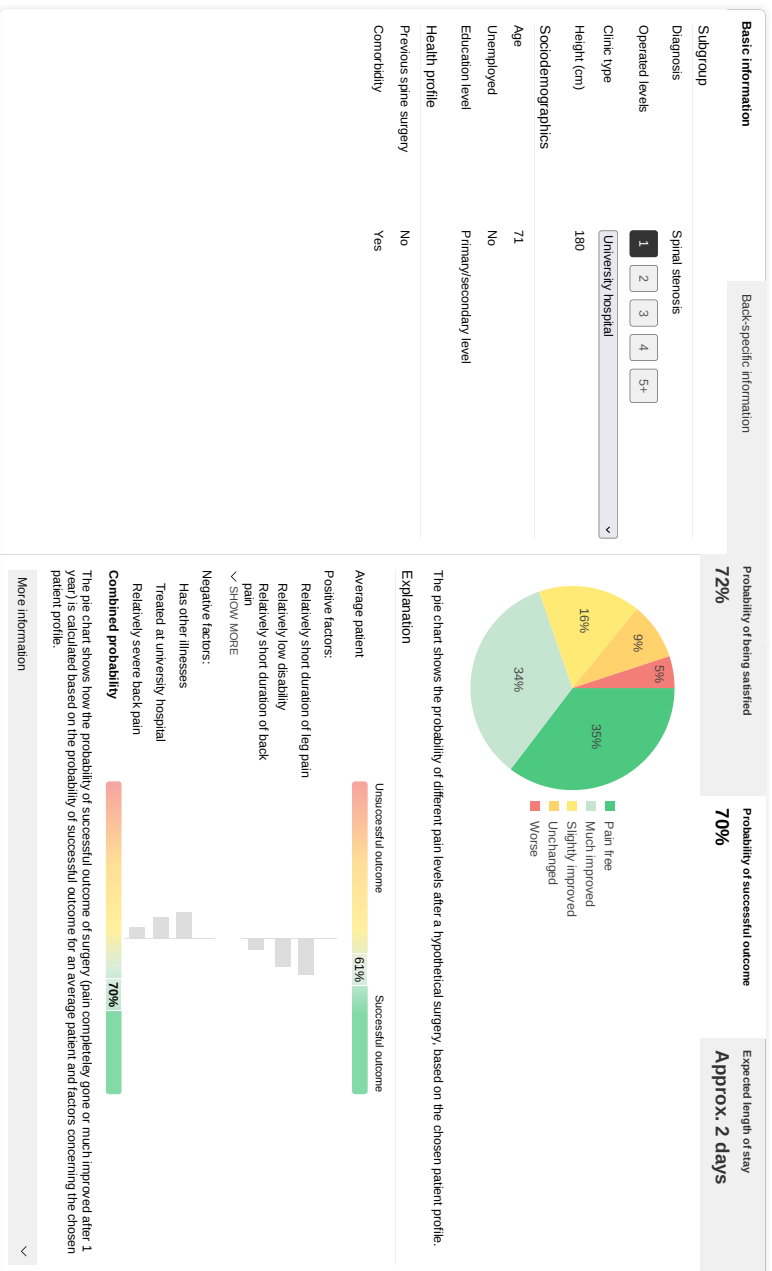 Basic information
Back-specific information
Subgroup
Diagnosis
Spinal stenosis
Operated levels
1 2 3 4 5+
Clinic type
University hospital
Height (cm)
180
Sociodemographics
Age
71
Unemployed
No
Education level
Primary/secondary level
Health profile
Previous spine surgery
No
Comorbidity
Yes
Probability of being satisfied
72%
Probability of successful outcome
70%
Expected length of stay
Approx. 2 days
5%
9%
16%
35%
34%
Pain free
Much improved
Slightly improved
Unchanged
Worse
The pie chart shows the probability of different pain levels after a hypothetical surgery, based on the chosen patient profile.
Explanation
Unsuccessful outcome
Successful outcome
Average patient
61%
Positive factors:
Relatively short duration of leg pain
Relatively low disability
Relatively short duration of back
pain
SHOW MORE
Negative factors:
Has other illnesses
Treated at university hospital
Relatively severe back pain
Combined probability
70%
The pie chart shows how the probability of successful outcome of surgery (pain completeley gone or much improved after 1
year) is calculated based on the probability of successful outcome for an average patient and factors concerning the chosen
patient profile.
More information